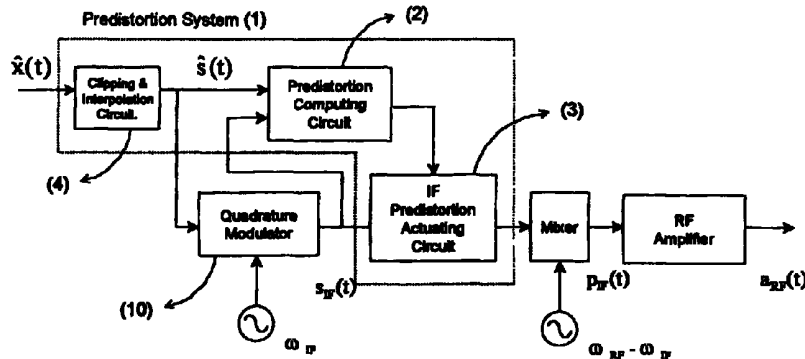 Predistortion System (1)
(2)
x̂(t)
ŝ(t)
Clipping &
Interpolation
Circuit.
Predistortion
Computing
Circuit
(3)
(4)
IF
Predistortion
Actuating
Circuit
Quadrature
Modulator
Mixer
RF
Amplifier
(10)
s_IF(t)
p_IF(t)
a_RF(t)
ω_IF
ω_RF - ω_IF